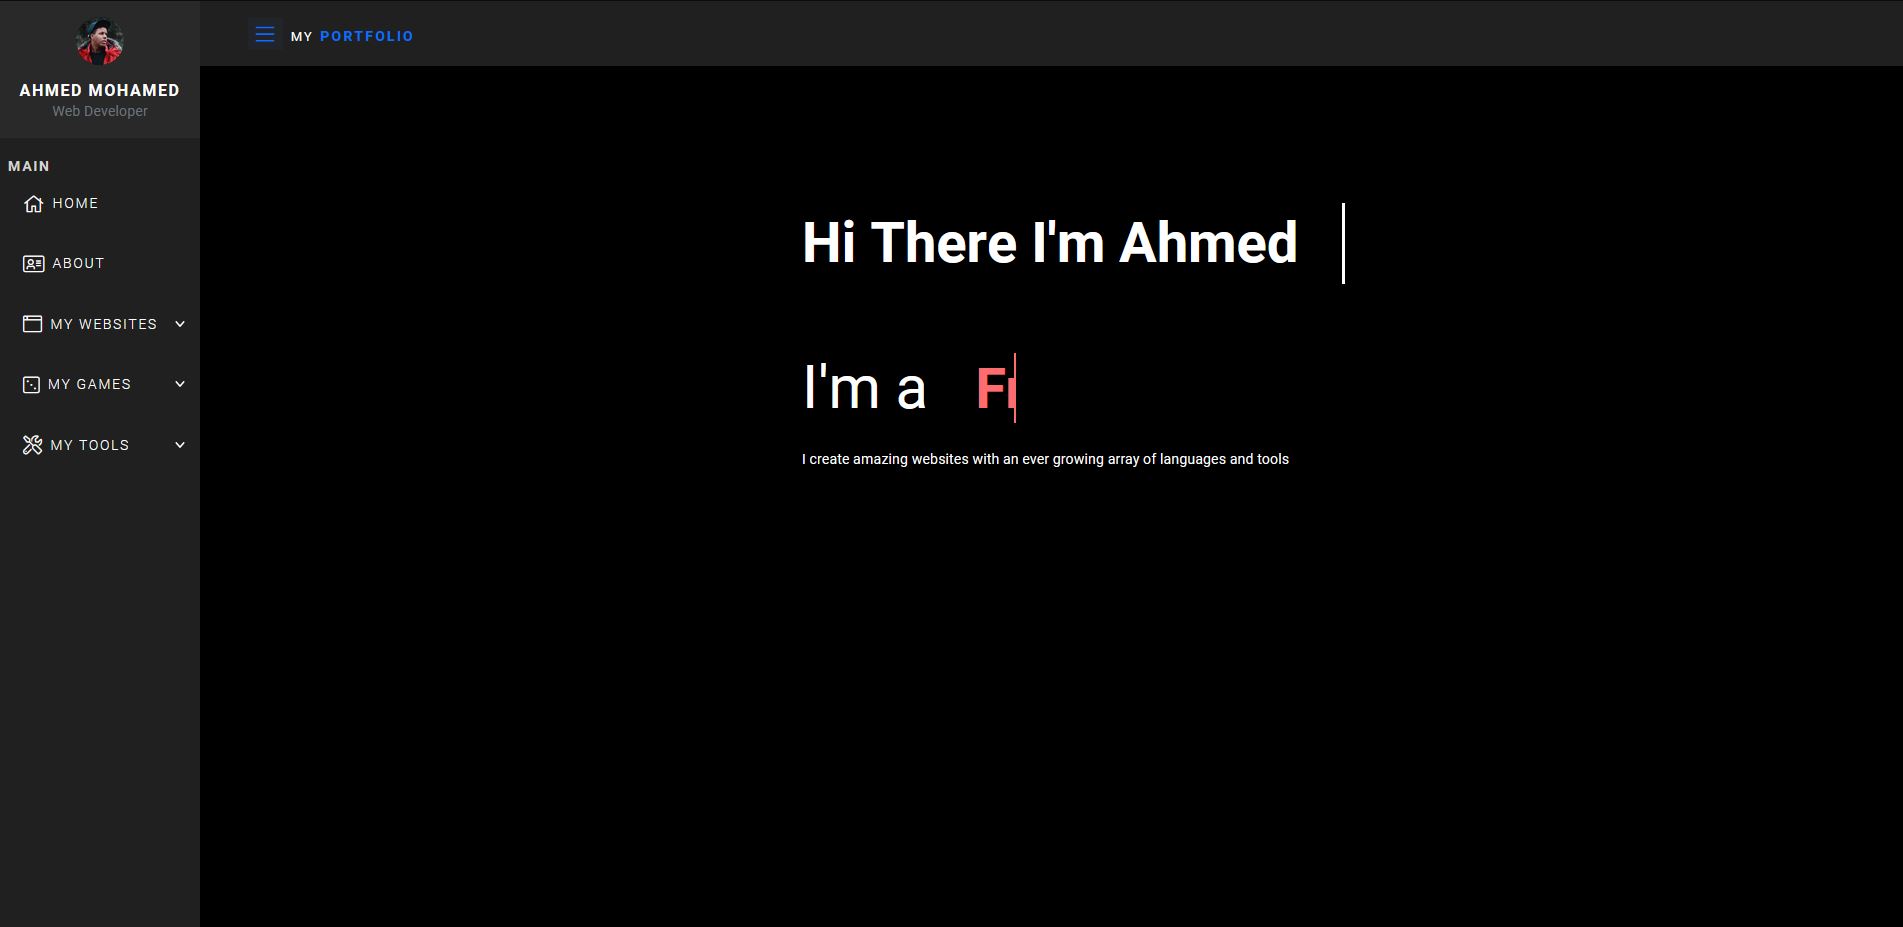 AHMED MOHAMED
Web Developer
MAIN
HOME
ABOUT
MY WEBSITES
MY GAMES
MY TOOLS
MY PORTFOLIO
Hi There I'm Ahmed
I'm a F
I create amazing websites with an ever growing array of languages and tools